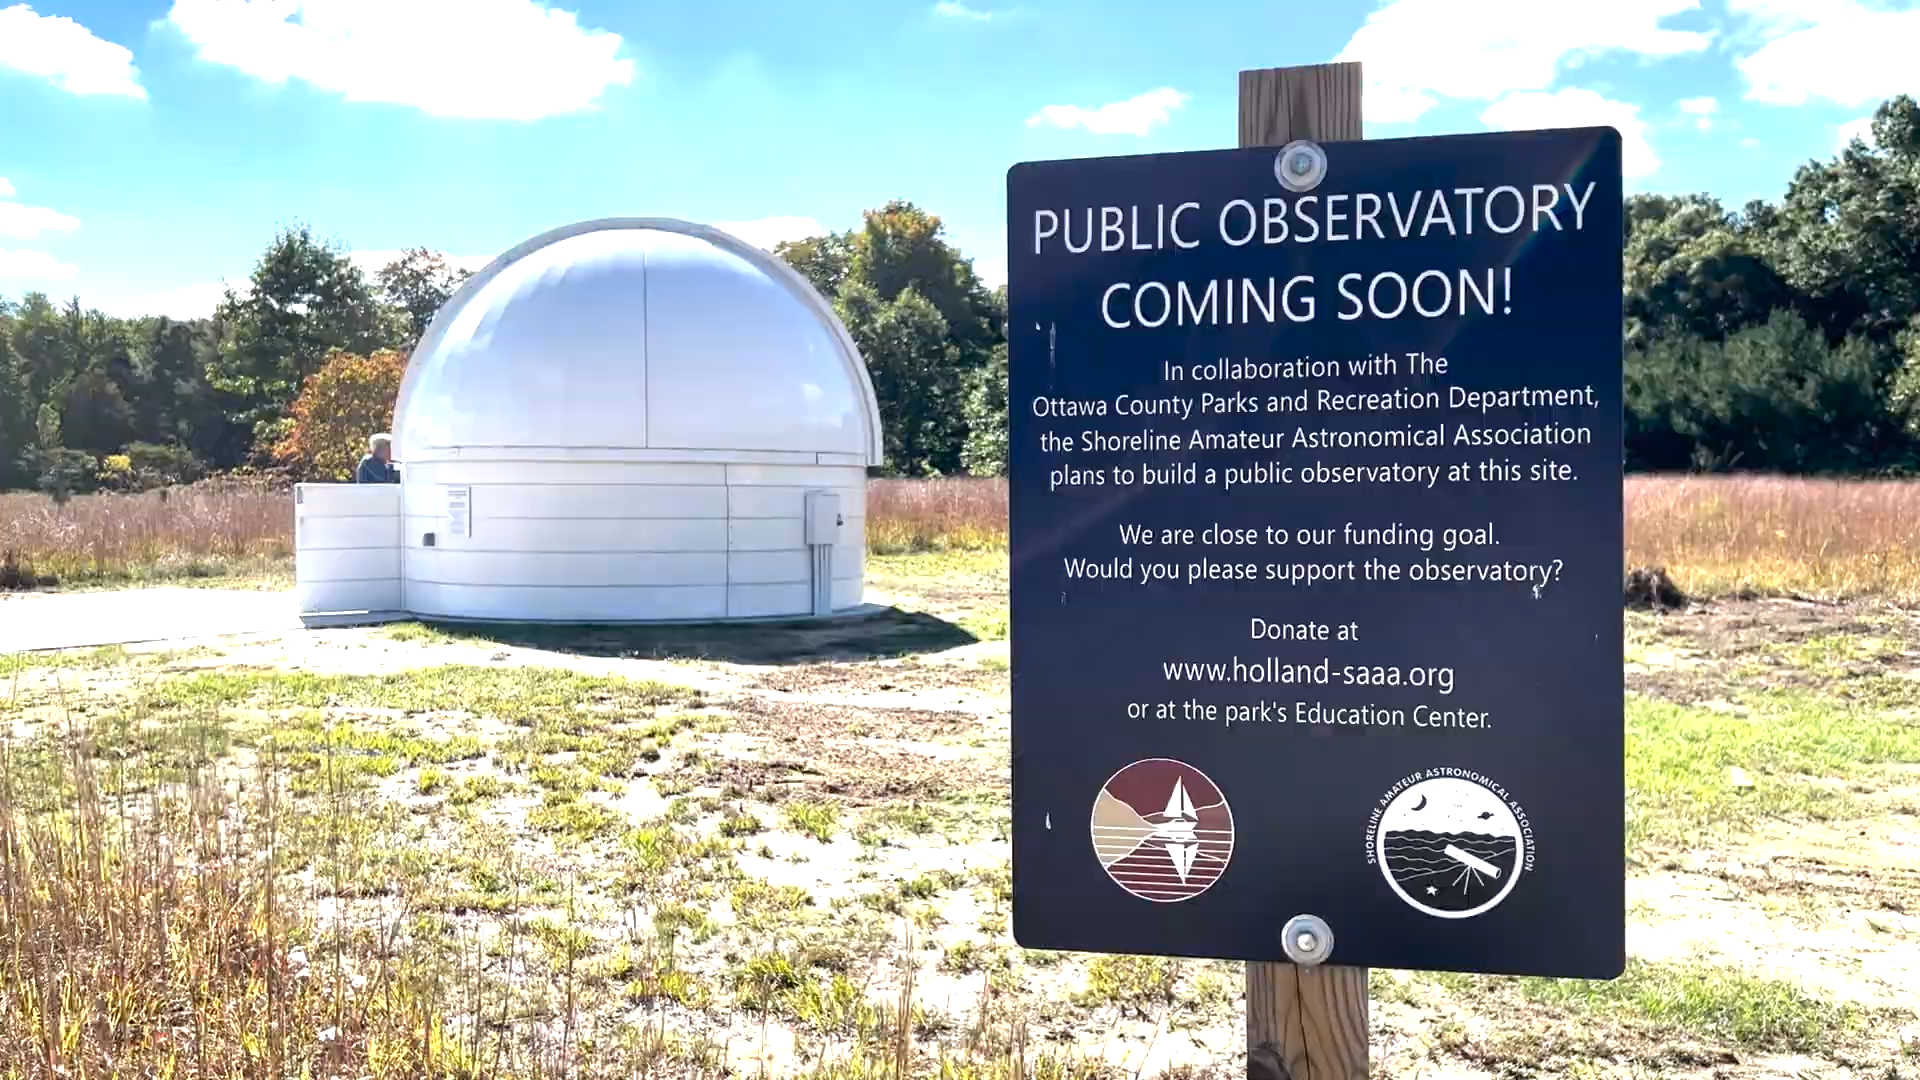 PUBLIC OBSERVATORY
COMING SOON!
In collaboration with The
Ottawa County Parks and Recreation Department,
the Shoreline Amateur Astronomical Association
plans to build a public observatory at this site.
We are close to our funding goal.
Would you please support the observatory?
Donate at
www.holland-saaa.org
or at the park's Education Center.
SHORELINE AMATEUR ASTRONOMICAL ASSOCIATION